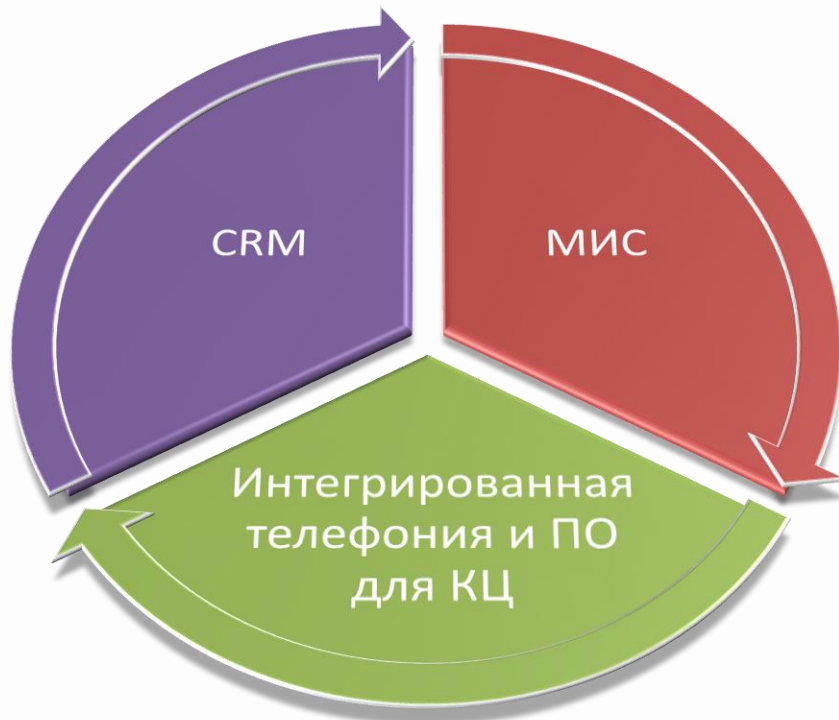 CRM
МИС
Интегрированная
телефония и ПО
для КЦ